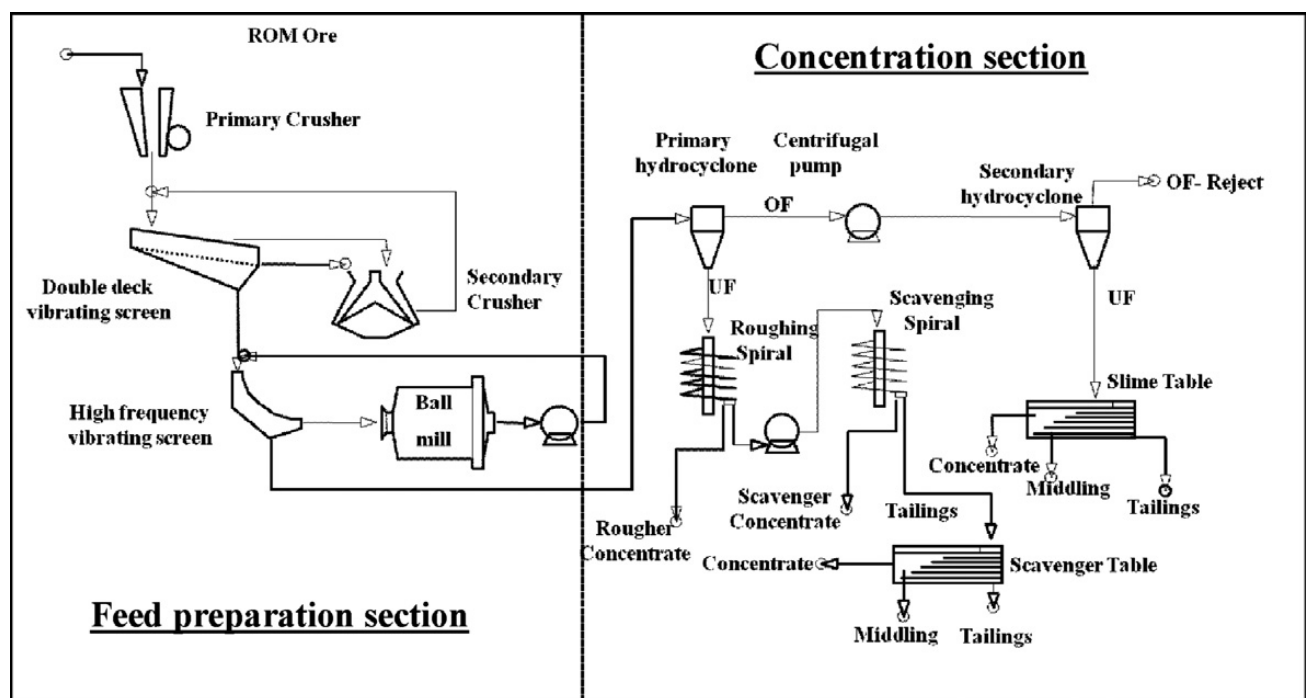 ROM Ore
Primary Crusher
Double deck
vibrating screen
Secondary
Crusher
High frequency
vibrating screen
Ball
mill
Feed preparation section
Concentration section
Primary
hydrocyclone
Centrifugal
pump
Secondary
hydrocyclone
OF- Reject
OF
UF
UF
Roughing
Spiral
Scavenging
Spiral
Slime Table
Concentrate
Middling
Tailings
Rougher
Concentrate
Scavenger
Concentrate
Tailings
Concentrate
Scavenger Table
Middling
Tailings